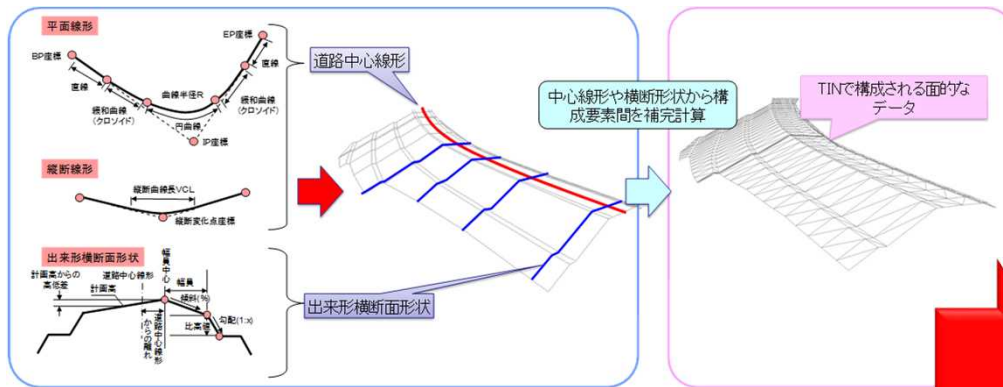 平面線形
BP座標
EP座標
直線
曲線半径R
直線
緩和曲線
(クロソイド)
円曲線
緩和曲線
(クロソイド)
IP座標
縦断線形
縦断曲線長VCL
縦断変化点座標
出来形横断面形状
計画高からの
高低差
道路中心線形
計画高
幅員中心
幅員
傾斜(%)
勾配(1:x)
比高値
道路中心線形
からの離れ
道路中心線形
出来形横断面形状
中心線形や横断形状から構
成要素間を補完計算
TINで構成される面的な
データ